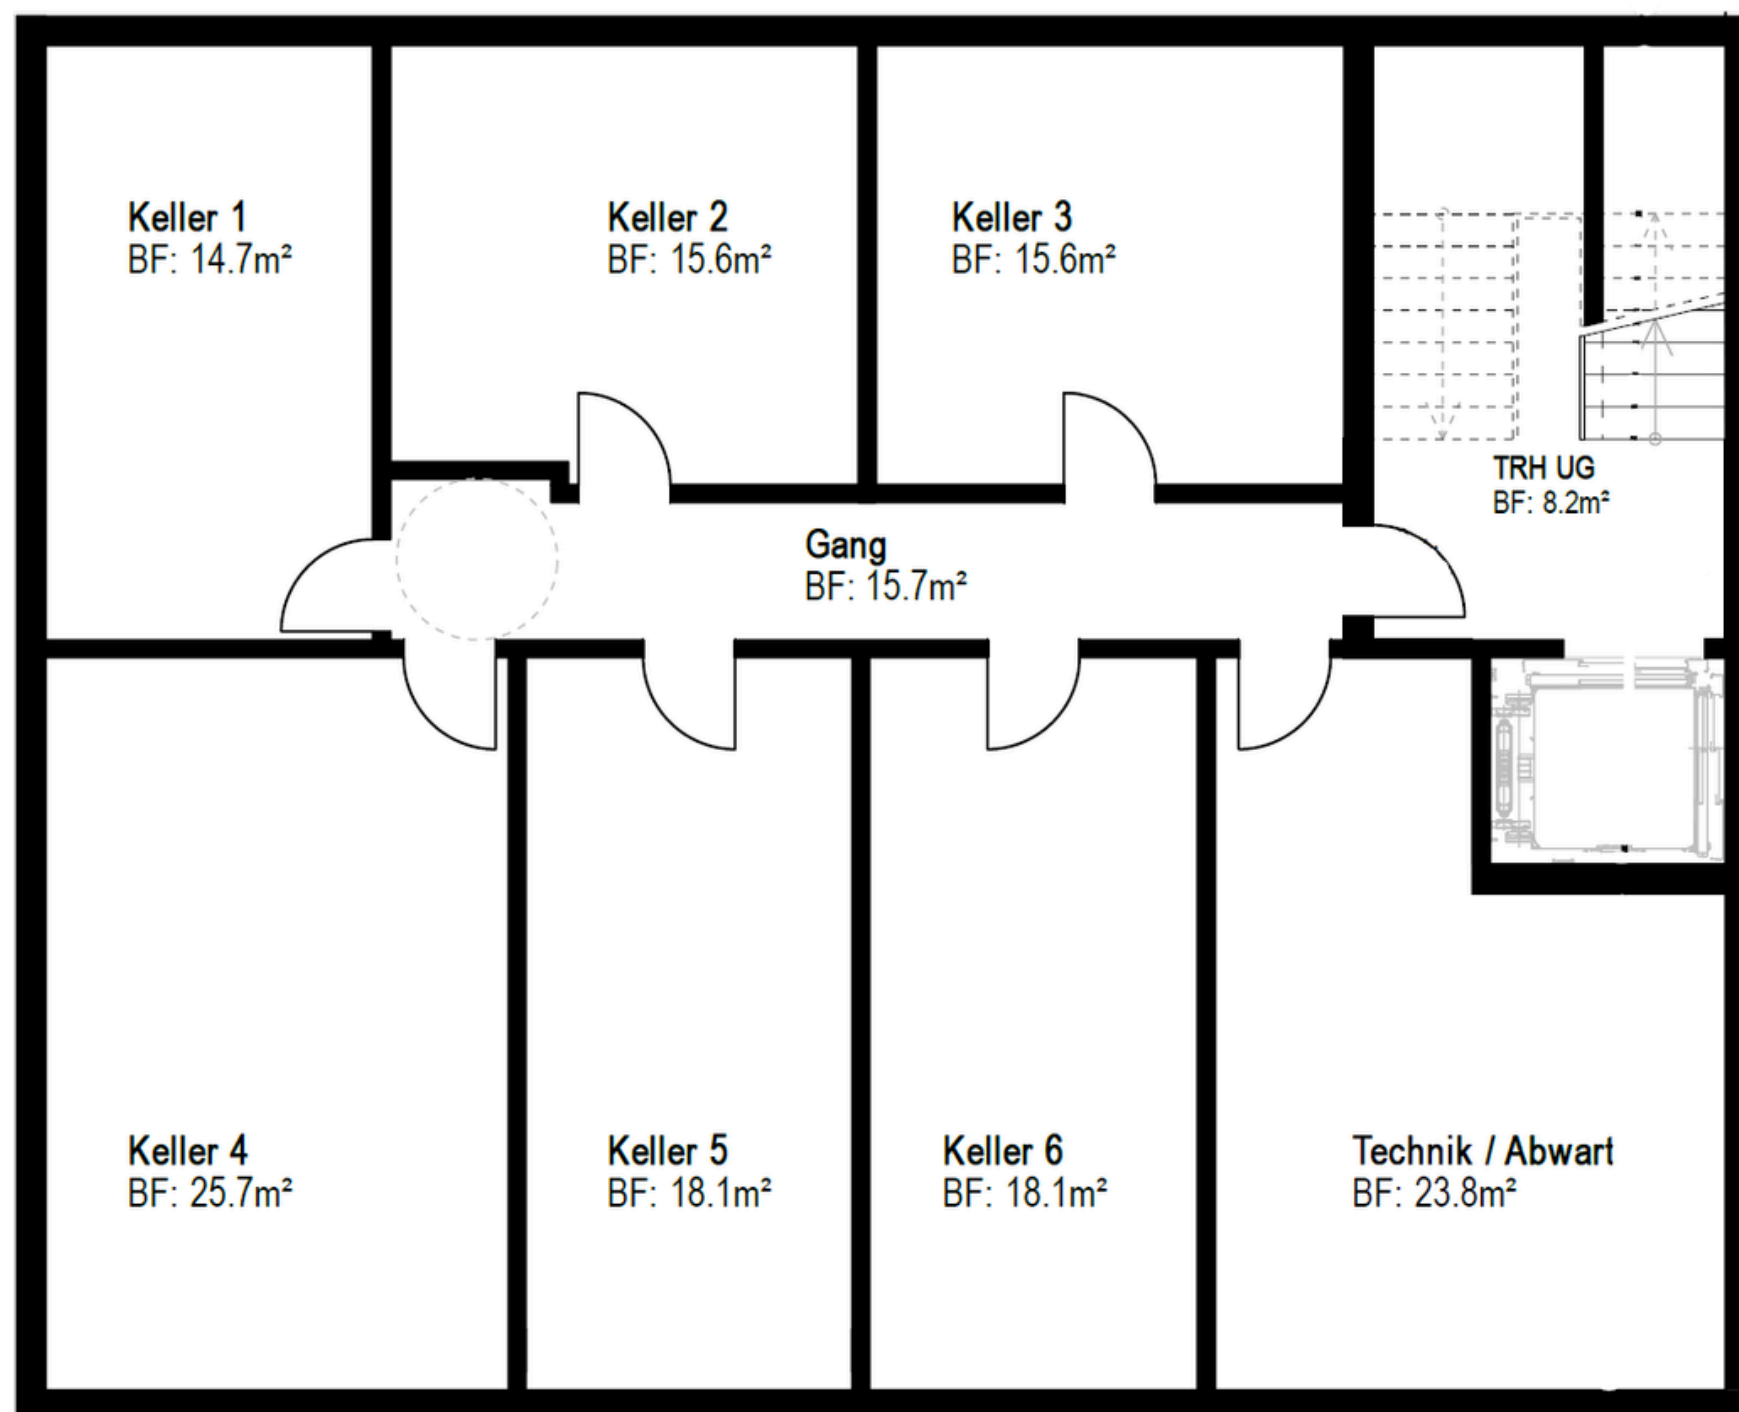 Keller 1
BF: 14.7m²
Keller 2
BF: 15.6m²
Keller 3
BF: 15.6m²
TRH UG
BF: 8.2m²
Gang
BF: 15.7m²
Keller 4
BF: 25.7m²
Keller 5
BF: 18.1m²
Keller 6
BF: 18.1m²
Technik / Abwart
BF: 23.8m²